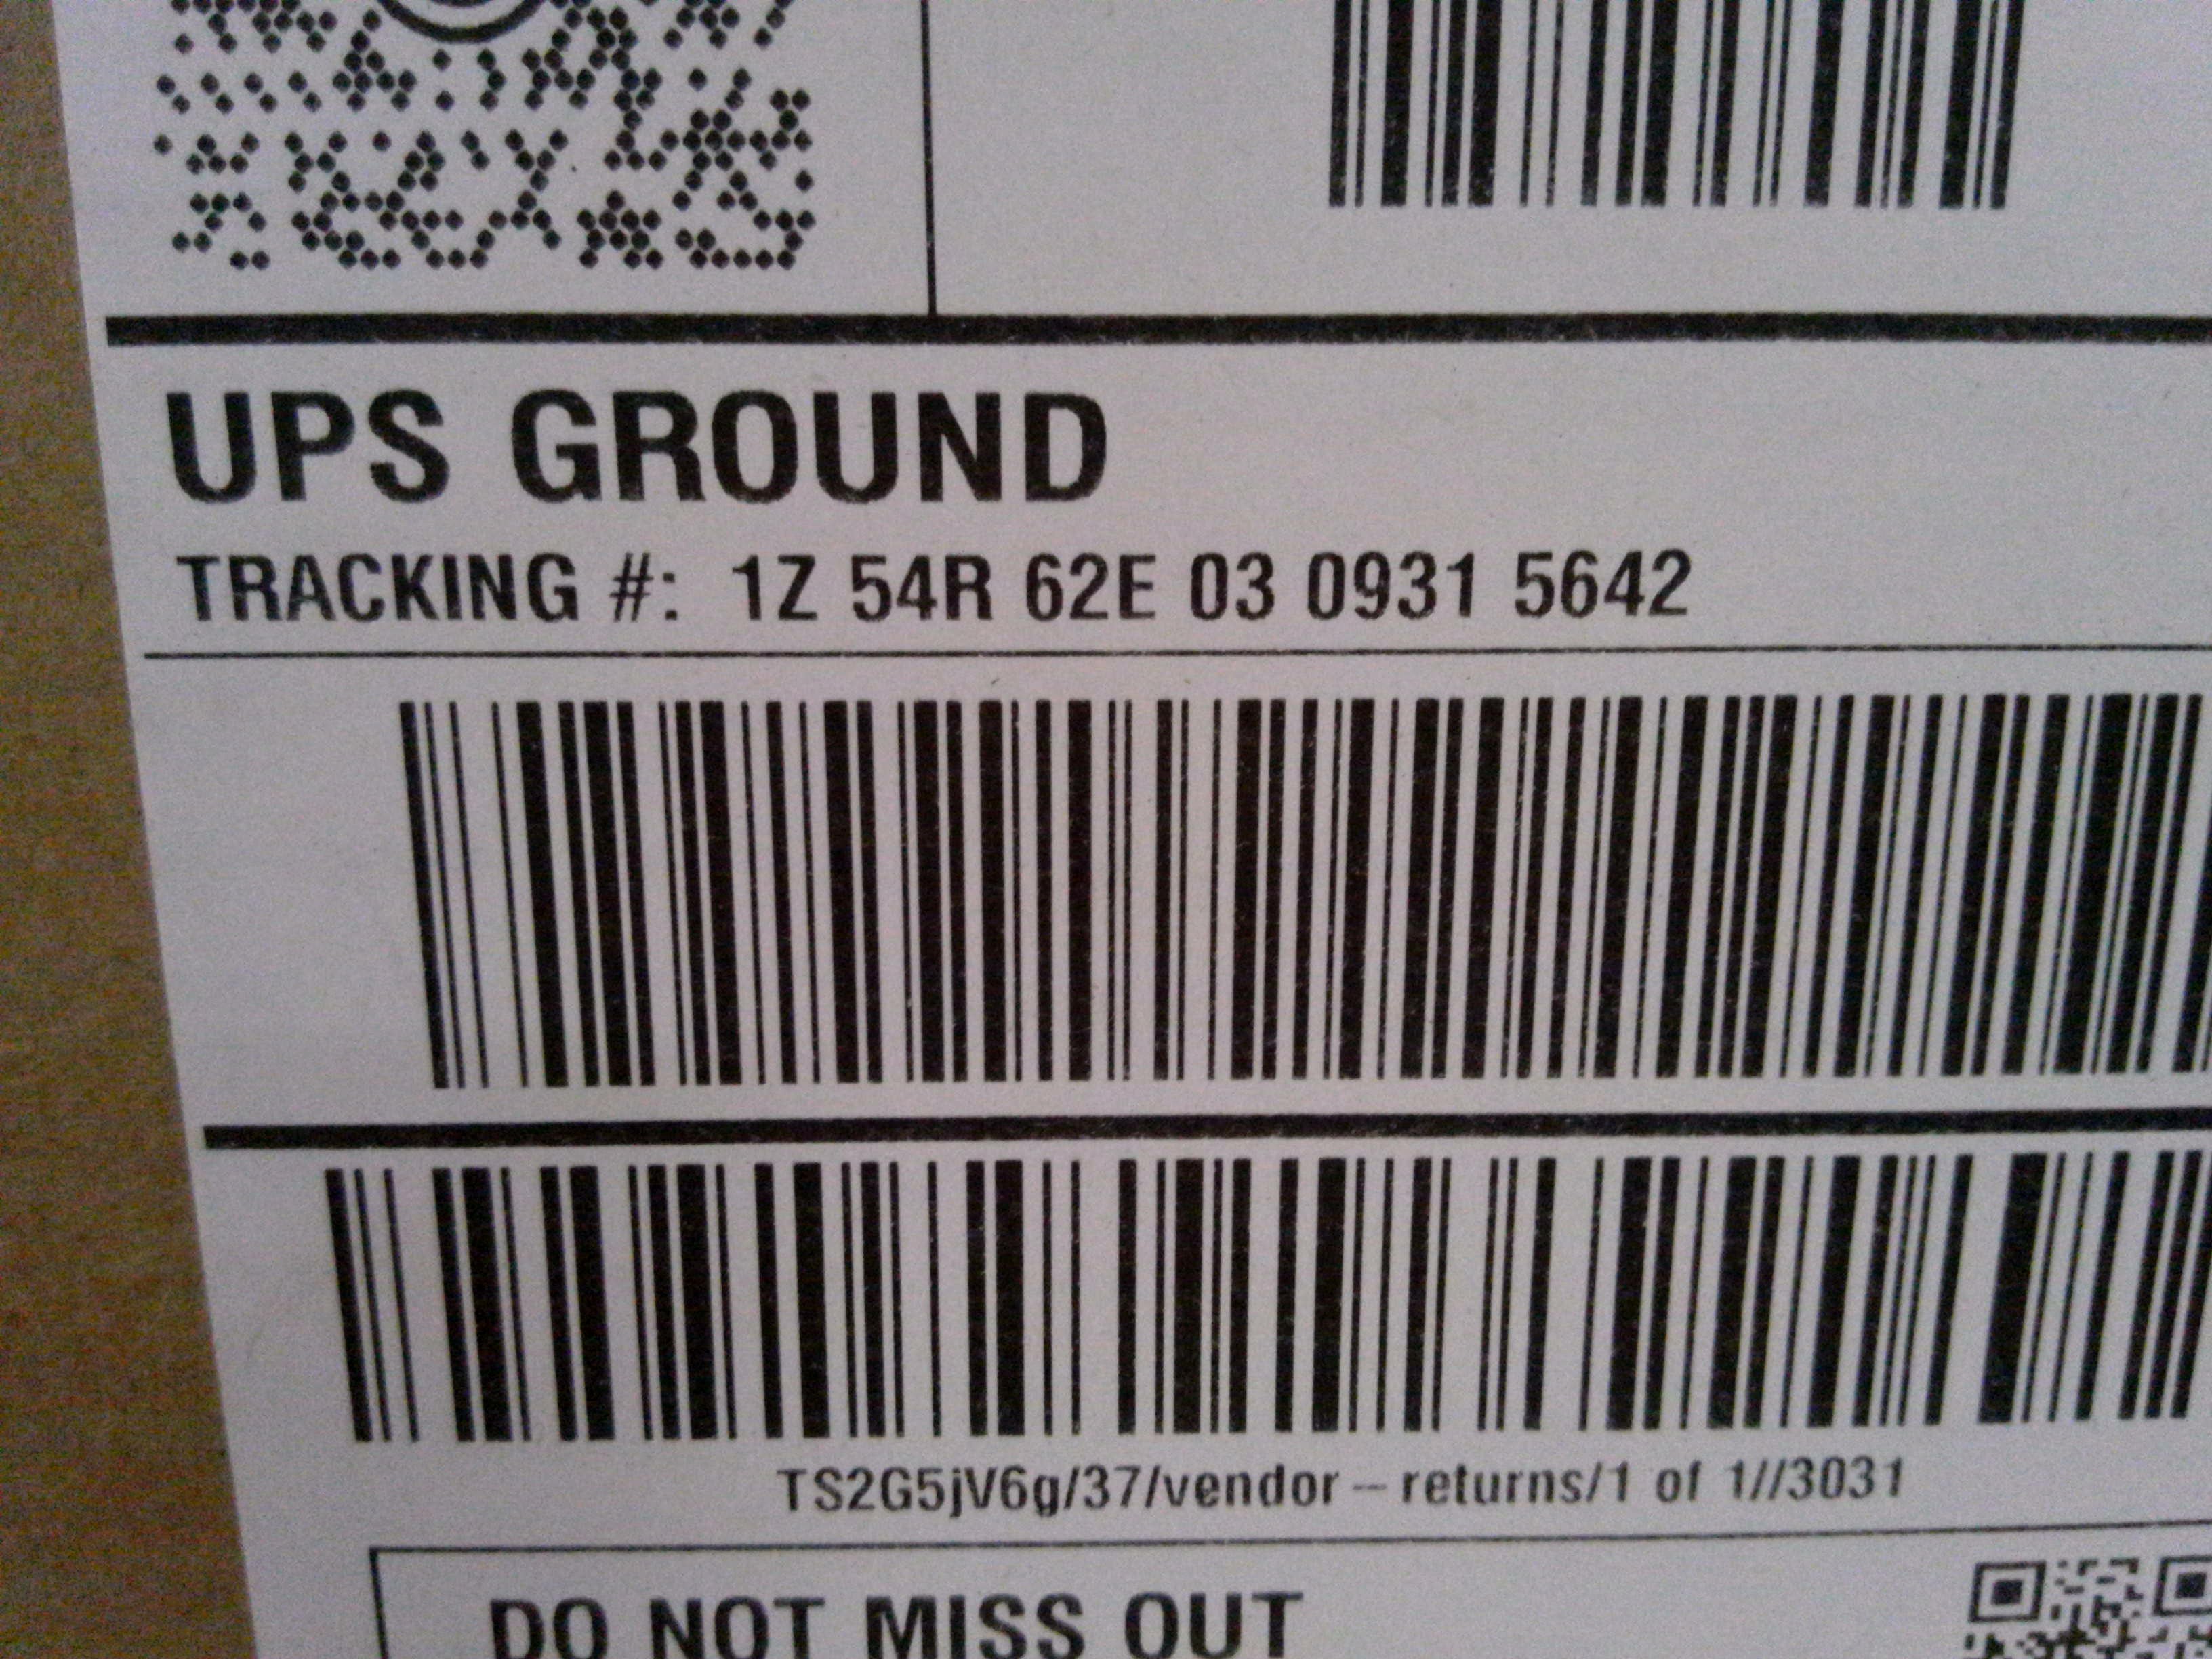 UPS GROUND
TRACKING #: 1Z 54R 62E 03 0931 5642
TS2G5jV6g/37/vendor – returns/1 of 1//3031
DO NOT MISS OUT